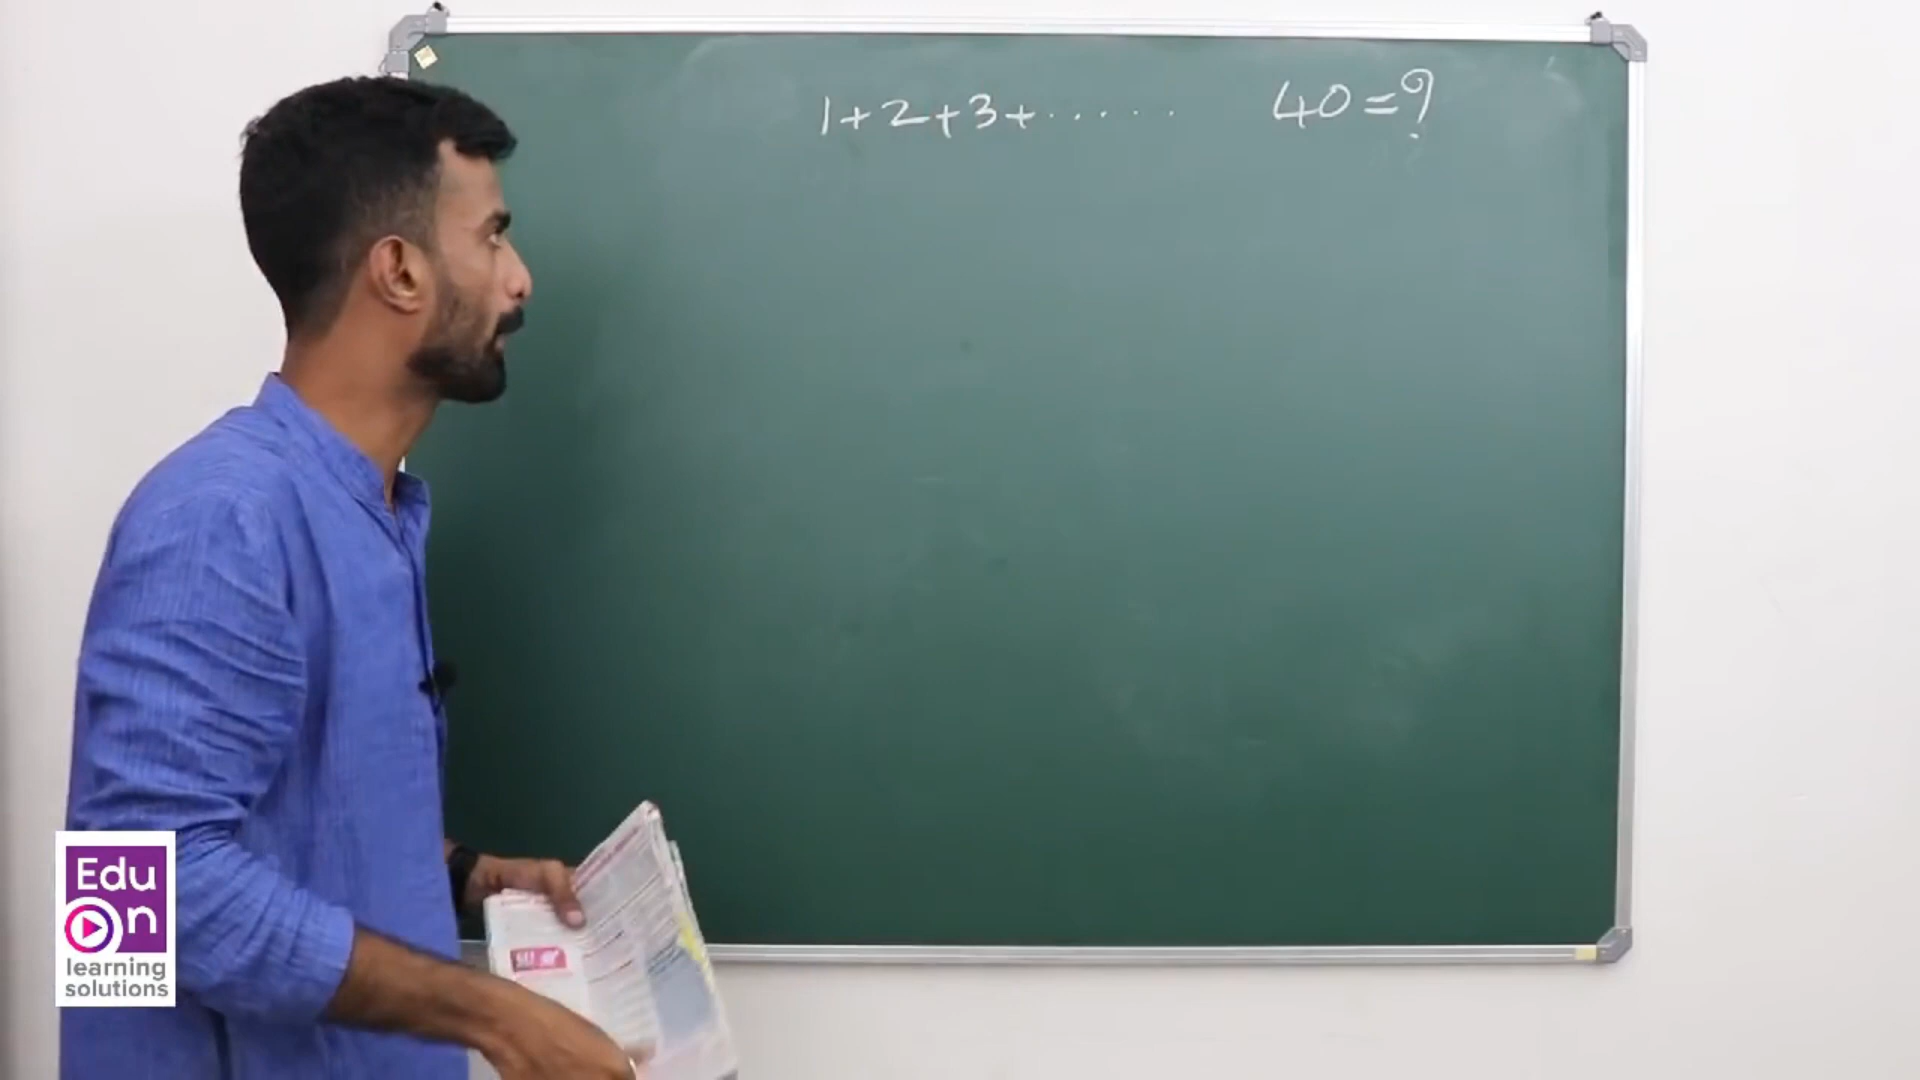 1+2+3+...... 40=?
Edu
On
learning
solutions